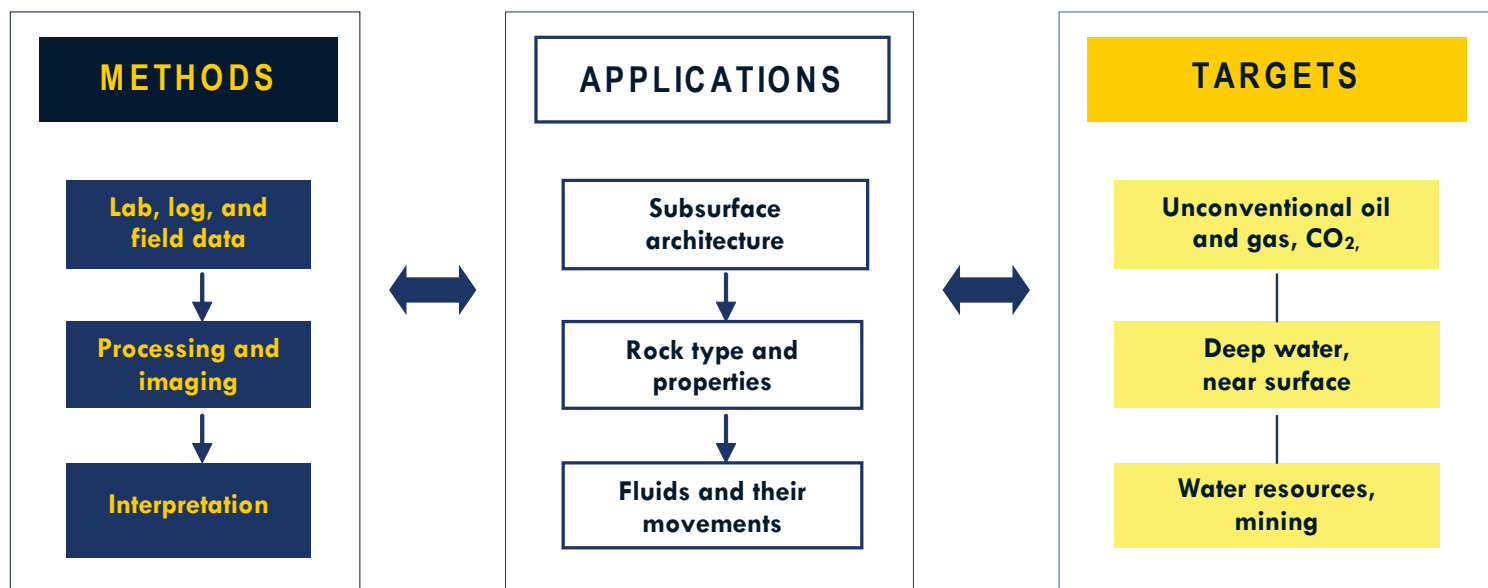 METHODS
Lab, log, and
field data
Processing and
imaging
Interpretation
APPLICATIONS
Subsurface
architecture
Rock type and
properties
Fluids and their
movements
TARGETS
Unconventional oil
and gas, CO₂,
Deep water,
near surface
Water resources,
mining